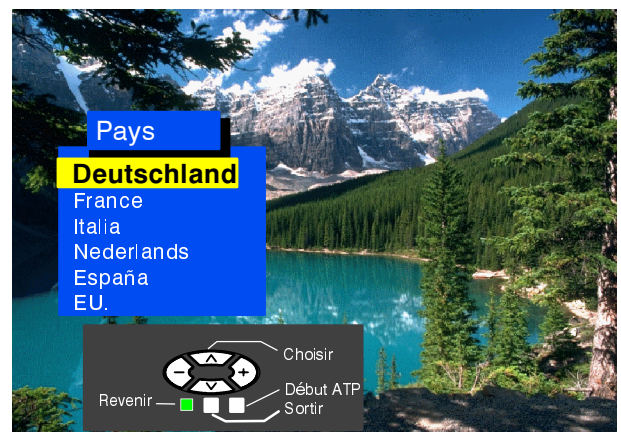 Pays
Deutschland
France
Italia
Nederlands
España
EU.
Choisir
Revenir
Début ATP
Sortir